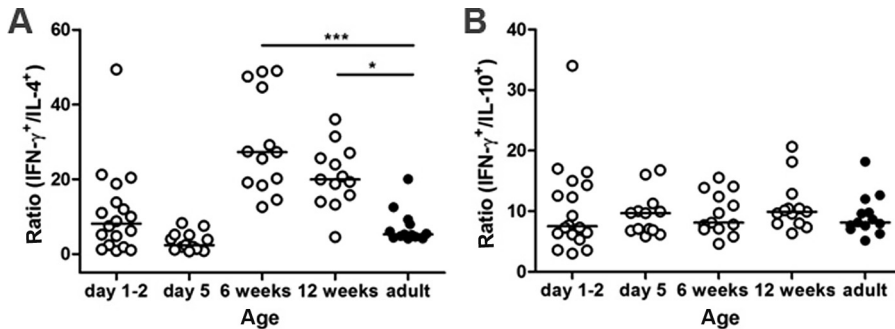 A
Ratio (IFN-γ⁺/IL-4⁺)
60
40
20
0
***
*
day 1-2 day 5 6 weeks 12 weeks adult
Age
B
Ratio (IFN-γ⁺/IL-10⁺)
40
30
20
10
0
day 1-2 day 5 6 weeks 12 weeks adult
Age